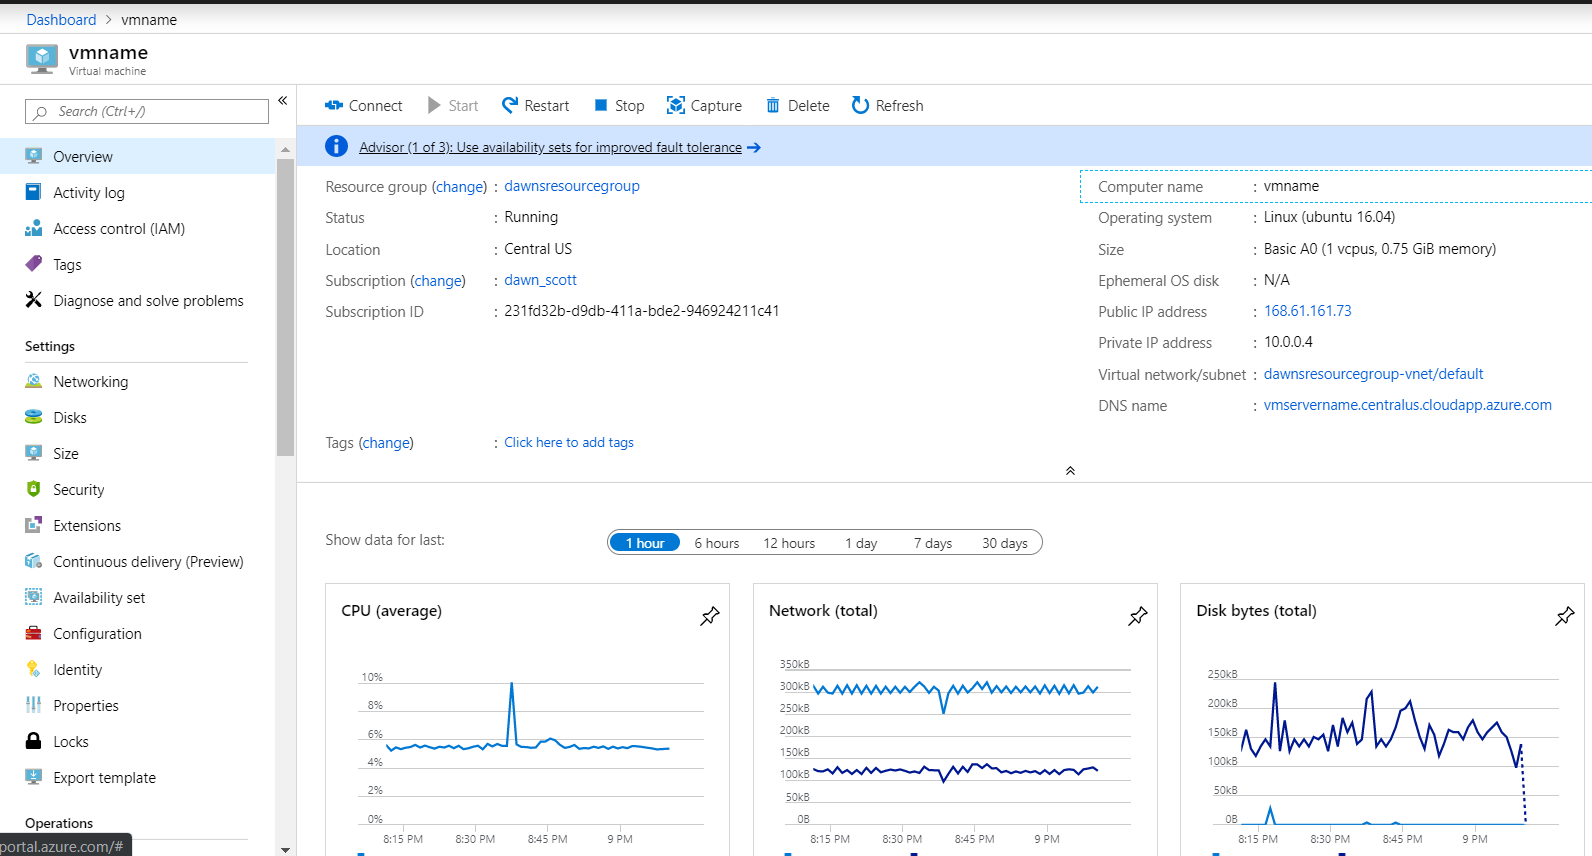 Dashboard > vmname
vmname
Virtual machine
Search (Ctrl+/)
«
Overview
Activity log
Access control (IAM)
Tags
Diagnose and solve problems
Settings
Networking
Disks
Size
Security
Extensions
Continuous delivery (Preview)
Availability set
Configuration
Identity
Properties
Locks
Export template
Operations
portal.azure.com/#
Connect Start Restart Stop Capture Delete Refresh
Advisor (1 of 3): Use availability sets for improved fault tolerance →
Resource group (change) : dawnsresourcegroup
Status : Running
Location : Central US
Subscription (change) : dawn_scott
Subscription ID : 231fd32b-d9db-411a-bde2-946924211c41
Computer name : vmname
Operating system : Linux (ubuntu 16.04)
Size : Basic A0 (1 vcpus, 0.75 GiB memory)
Ephemeral OS disk : N/A
Public IP address : 168.61.161.73
Private IP address : 10.0.0.4
Virtual network/subnet : dawnsresourcegroup-vnet/default
DNS name : vmservername.centralus.cloudapp.azure.com
Tags (change) : Click here to add tags
Show data for last: 1 hour 6 hours 12 hours 1 day 7 days 30 days
CPU (average)
10%
8%
6%
4%
2%
0%
8:15 PM 8:30 PM 8:45 PM 9 PM
Network (total)
350kB
300kB
250kB
200kB
150kB
100kB
50kB
0B
8:15 PM 8:30 PM 8:45 PM 9 PM
Disk bytes (total)
250kB
200kB
150kB
100kB
50kB
0B
8:15 PM 8:30 PM 8:45 PM 9 PM